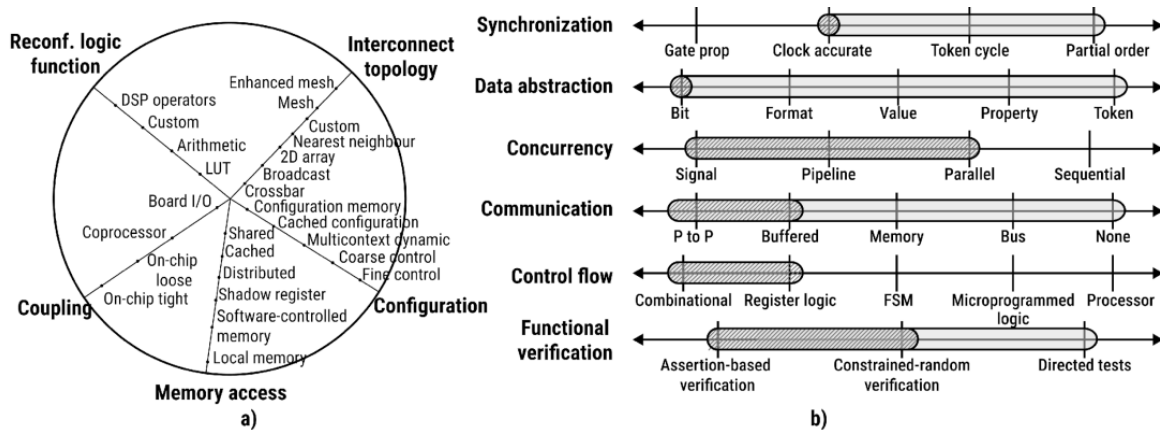 Reconf. logic
function
Interconnect
topology
Enhanced mesh
Mesh
Custom
Nearest neighbour
2D array
Broadcast
Crossbar
DSP operators
Custom
Arithmetic
LUT
Board I/O
Coprocessor
On-chip
loose
On-chip tight
Coupling
Shared
Cached
Distributed
Shadow register
Software-controlled
memory
Local memory
Memory access
Configuration memory
Cached configuration
Multicontext dynamic
Coarse control
Fine control
Configuration
a)
Synchronization
Gate prop
Clock accurate
Token cycle
Partial order
Data abstraction
Bit
Format
Value
Property
Token
Concurrency
Signal
Pipeline
Parallel
Sequential
Communication
P to P
Buffered
Memory
Bus
None
Control flow
Combinational
Register logic
FSM
Microprogrammed
logic
Processor
Functional
verification
Assertion-based
verification
Constrained-random
verification
Directed tests
b)